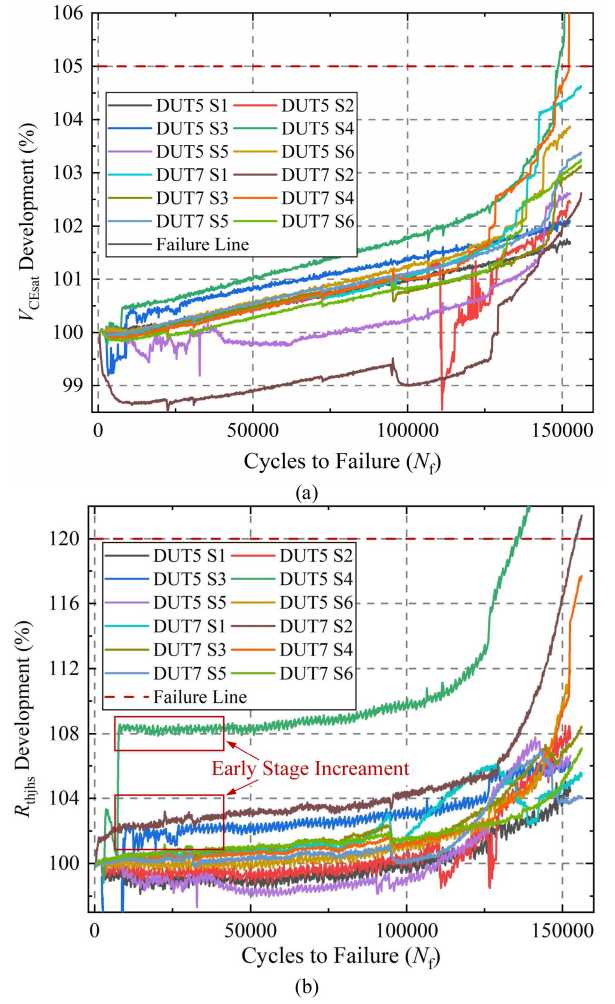 106
105
104
103
102
101
100
99
V_CEsat Development (%)
DUT5 S1 DUT5 S2
DUT5 S3 DUT5 S4
DUT5 S5 DUT5 S6
DUT7 S1 DUT7 S2
DUT7 S3 DUT7 S4
DUT7 S5 DUT7 S6
Failure Line
0 50000 100000 150000
Cycles to Failure (N_f)
(a)
120
116
112
108
104
100
R_thjhs Development (%)
DUT5 S1 DUT5 S2
DUT5 S3 DUT5 S4
DUT5 S5 DUT5 S6
DUT7 S1 DUT7 S2
DUT7 S3 DUT7 S4
DUT7 S5 DUT7 S6
Failure Line
Early Stage Increament
0 50000 100000 150000
Cycles to Failure (N_f)
(b)